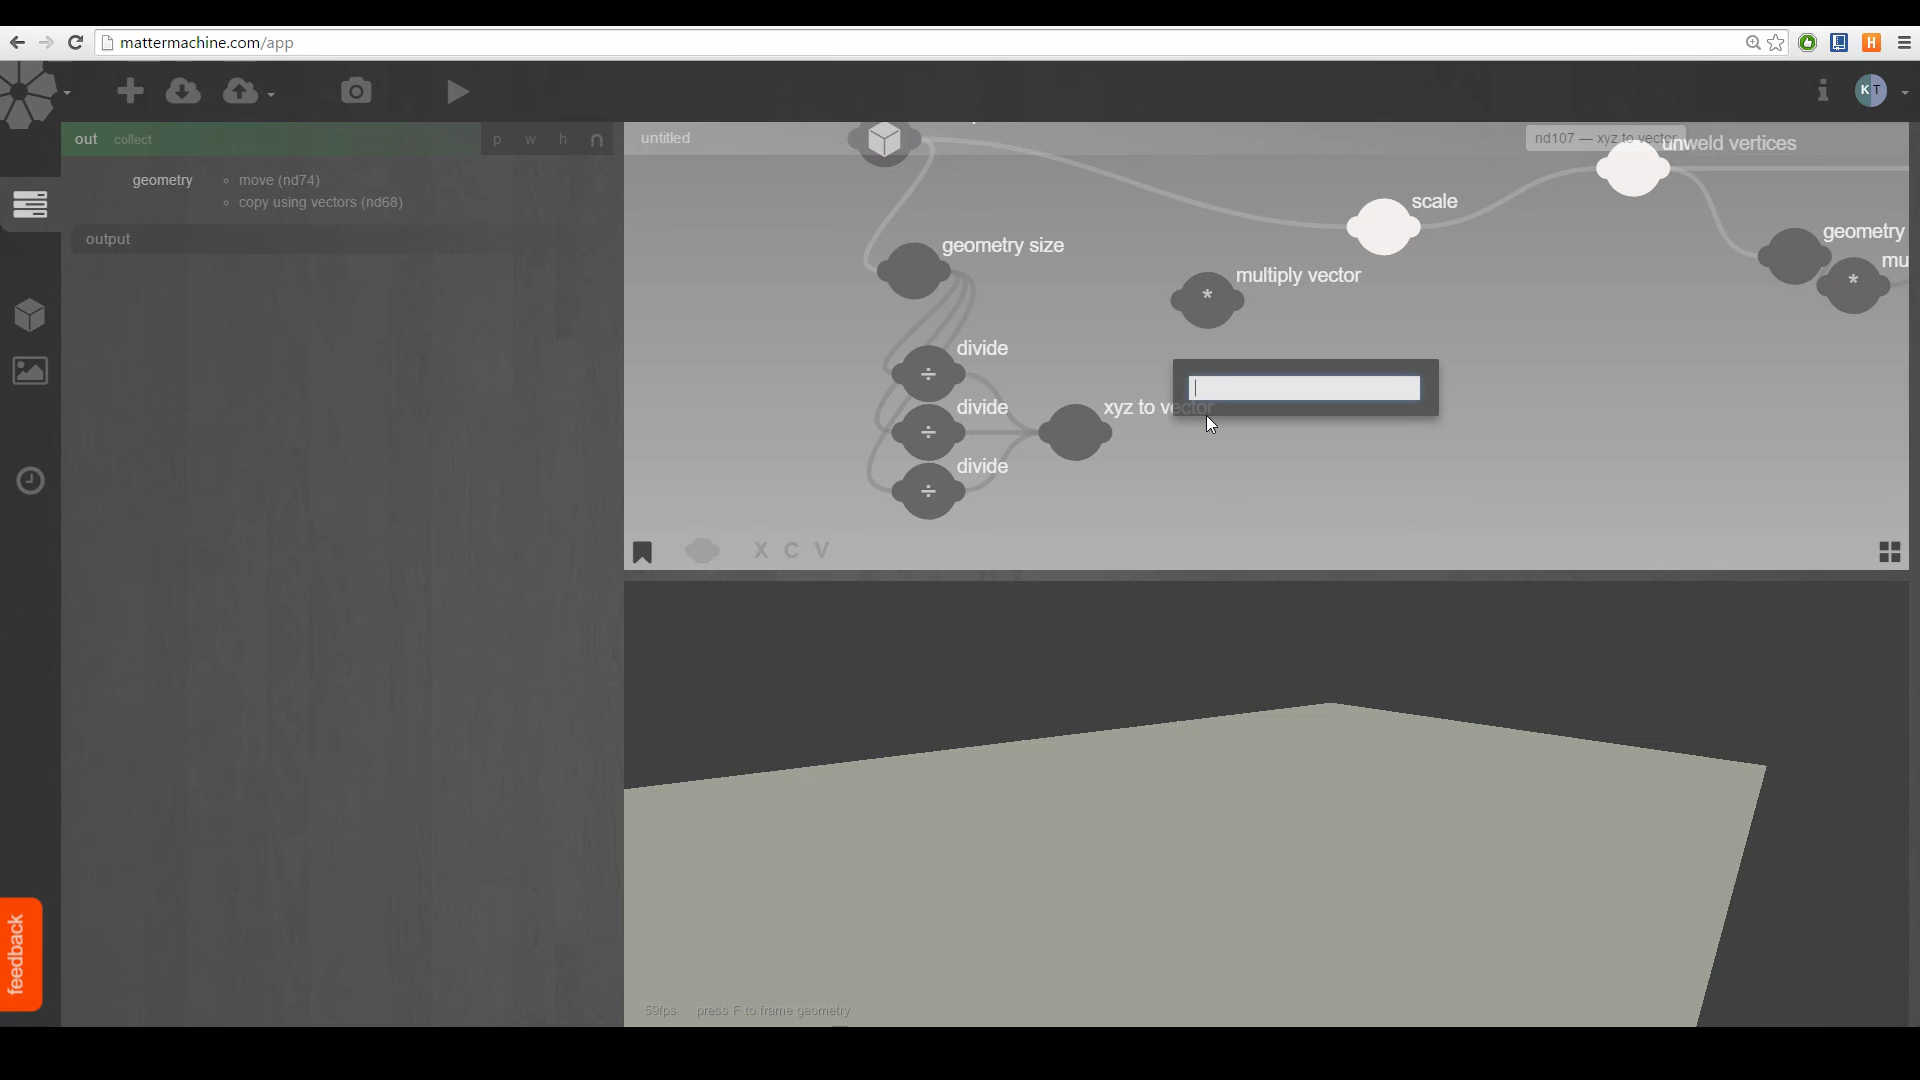 mattermachine.com/app
H
KT
out collect
p w h
untitled
nd107 — xyz to vector
unweld vertices
geometry
move (nd74)
copy using vectors (nd68)
output
scale
geometry size
geometry
multiply vector
*
mu
*
divide
÷
divide
÷
xyz to vector
divide
÷
X C V
feedback
59fps press F to frame geometry